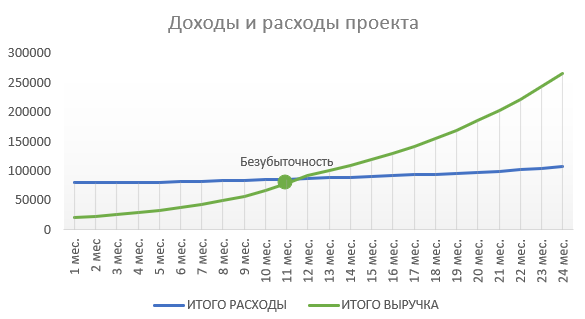 Доходы и расходы проекта
300000
250000
200000
150000
100000
50000
0
Безубыточность
1 мес.
2 мес
3 мес.
4 мес.
5 мес.
6 мес.
7 мес.
8 мес.
9 мес.
10 мес.
11 мес.
12 мес.
13 мес.
14 мес.
15 мес.
16 мес.
17 мес.
18 мес.
19 мес.
20 мес.
21 мес.
22 мес.
23 мес.
24 мес.
ИТОГО РАСХОДЫ ИТОГО ВЫРУЧКА